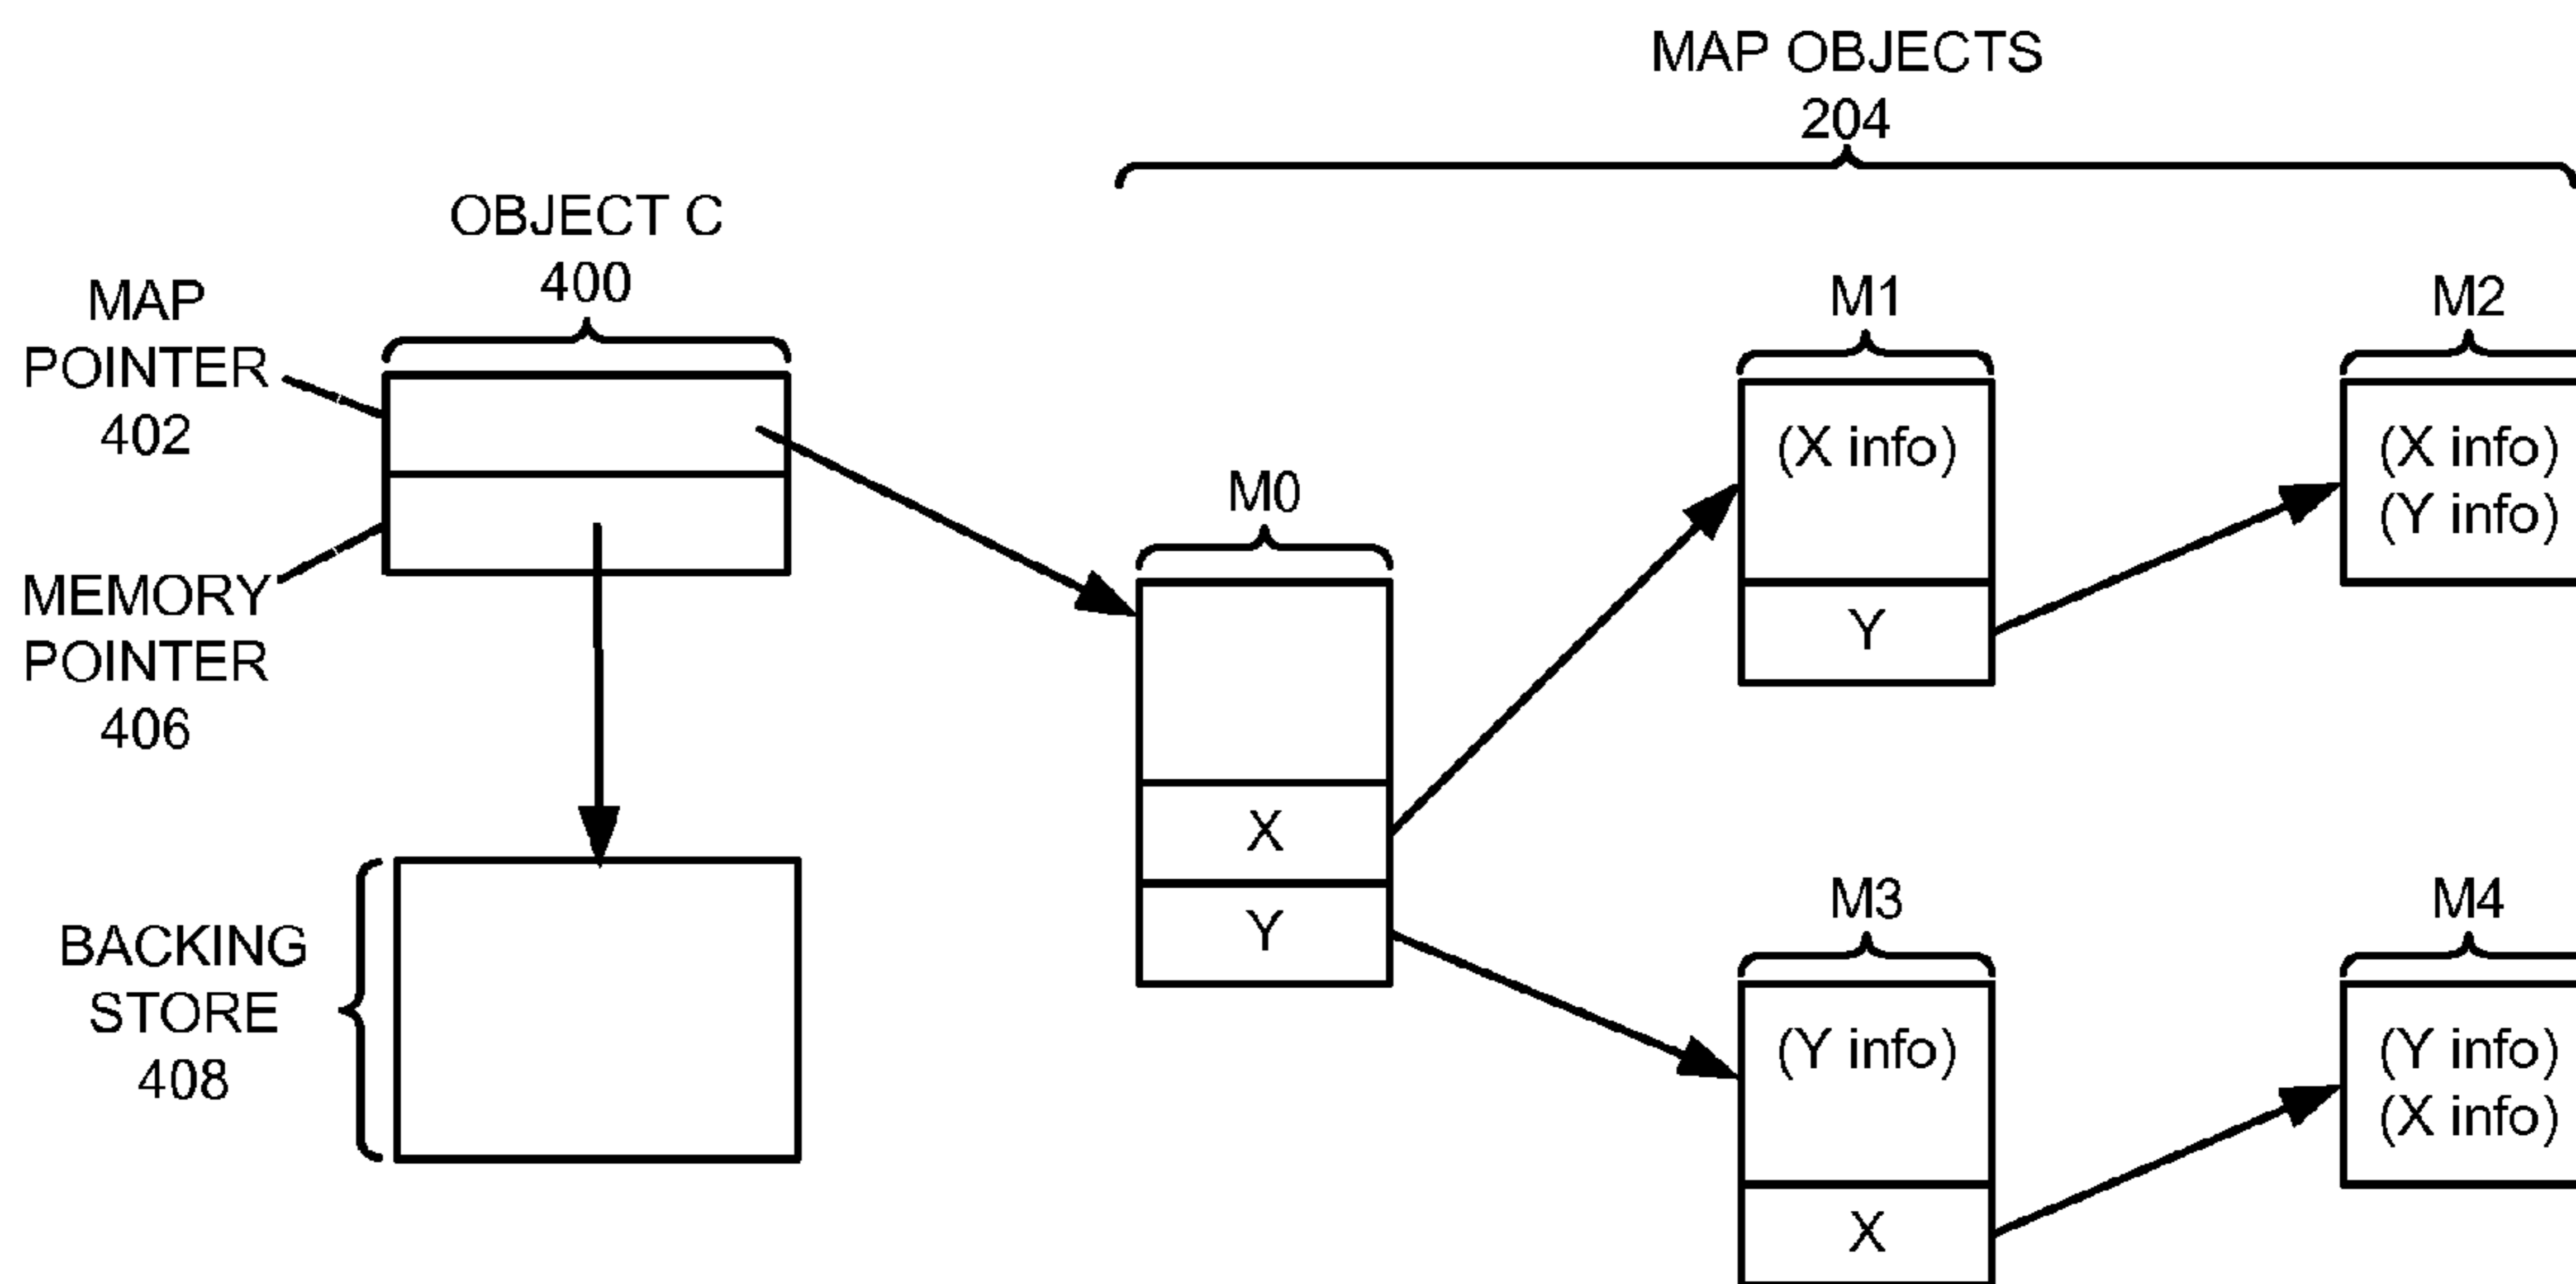 MAP OBJECTS
204
OBJECT C
400
MAP
POINTER
402
MEMORY
POINTER
406
BACKING
STORE
408
M0
X
Y
M1
(X info)
Y
M2
(X info)
(Y info)
M3
(Y info)
X
M4
(Y info)
(X info)